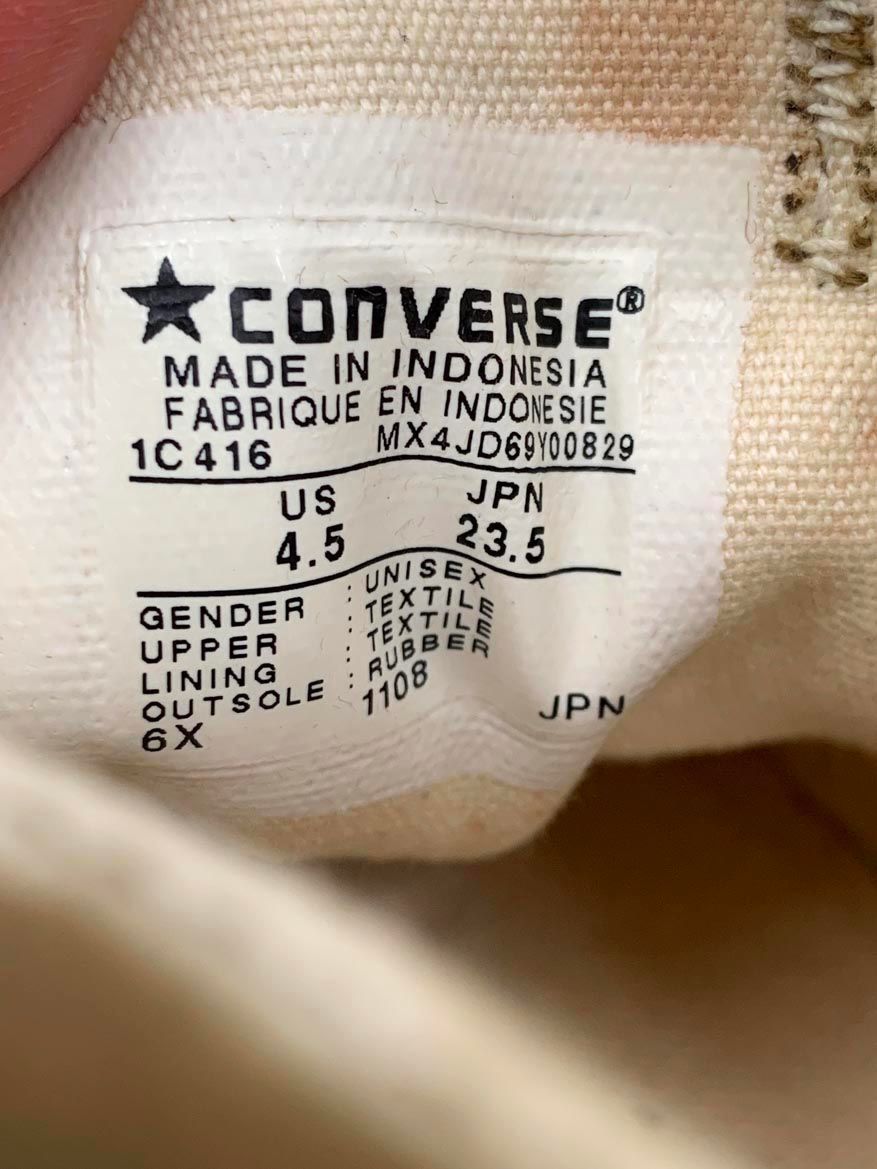 CONVERSE®
MADE IN INDONESIA
FABRIQUE EN INDONESIE
1C416 MX4JD69Y00829
US JPN
4.5 23.5
GENDER : UNISEX
UPPER : TEXTILE
LINING : TEXTILE
OUTSOLE : RUBBER
6X 1108 JPN